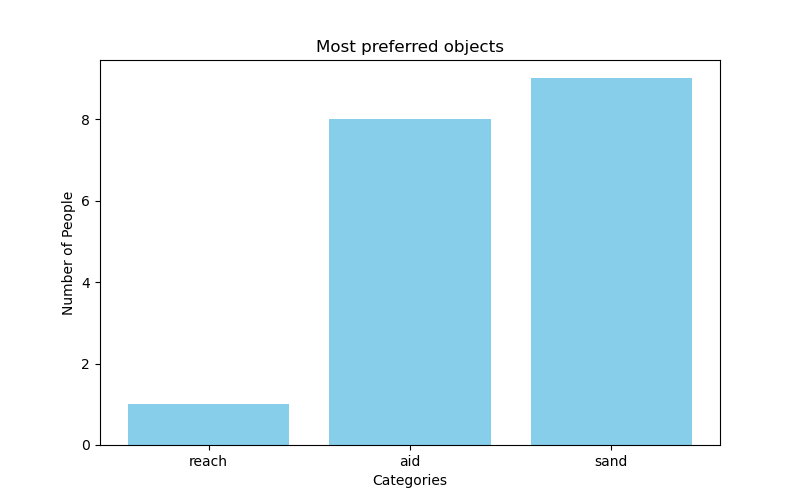 Most preferred objects
Number of People
8
6
4
2
0
reach aid sand
Categories